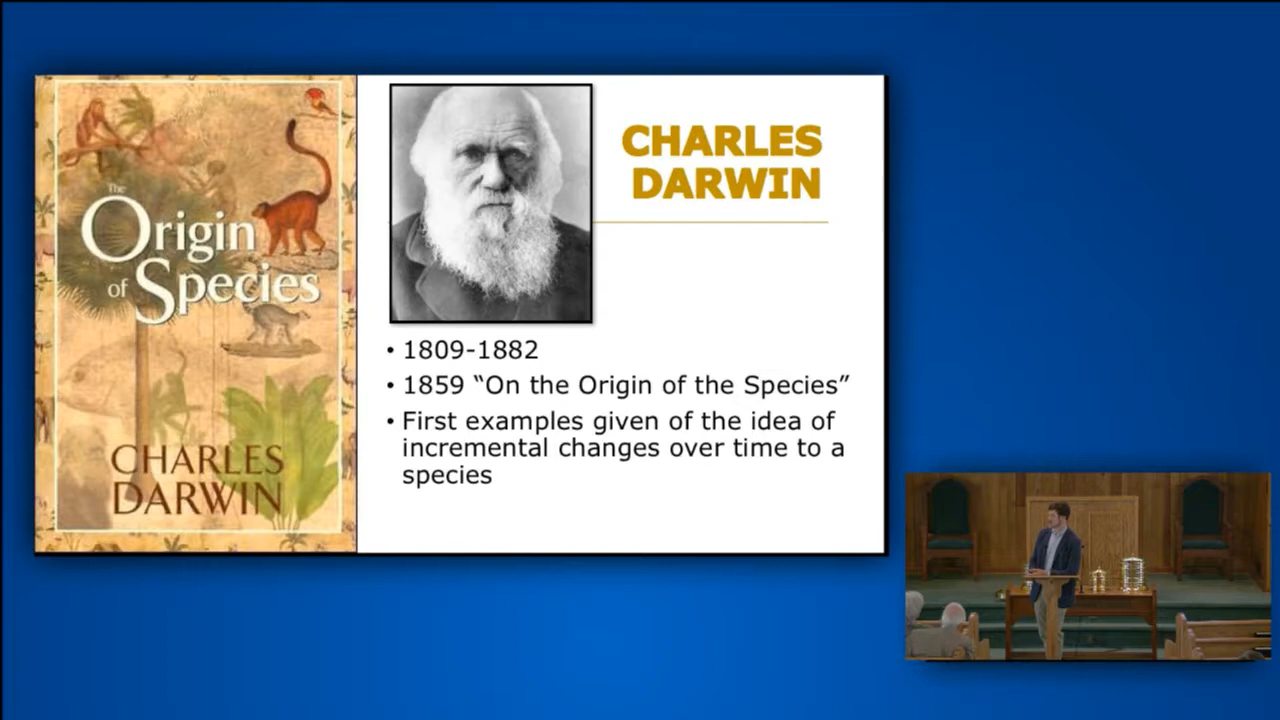 The
Origin
of Species
CHARLES
DARWIN
CHARLES
DARWIN
• 1809-1882
• 1859 “On the Origin of the Species”
• First examples given of the idea of
incremental changes over time to a
species